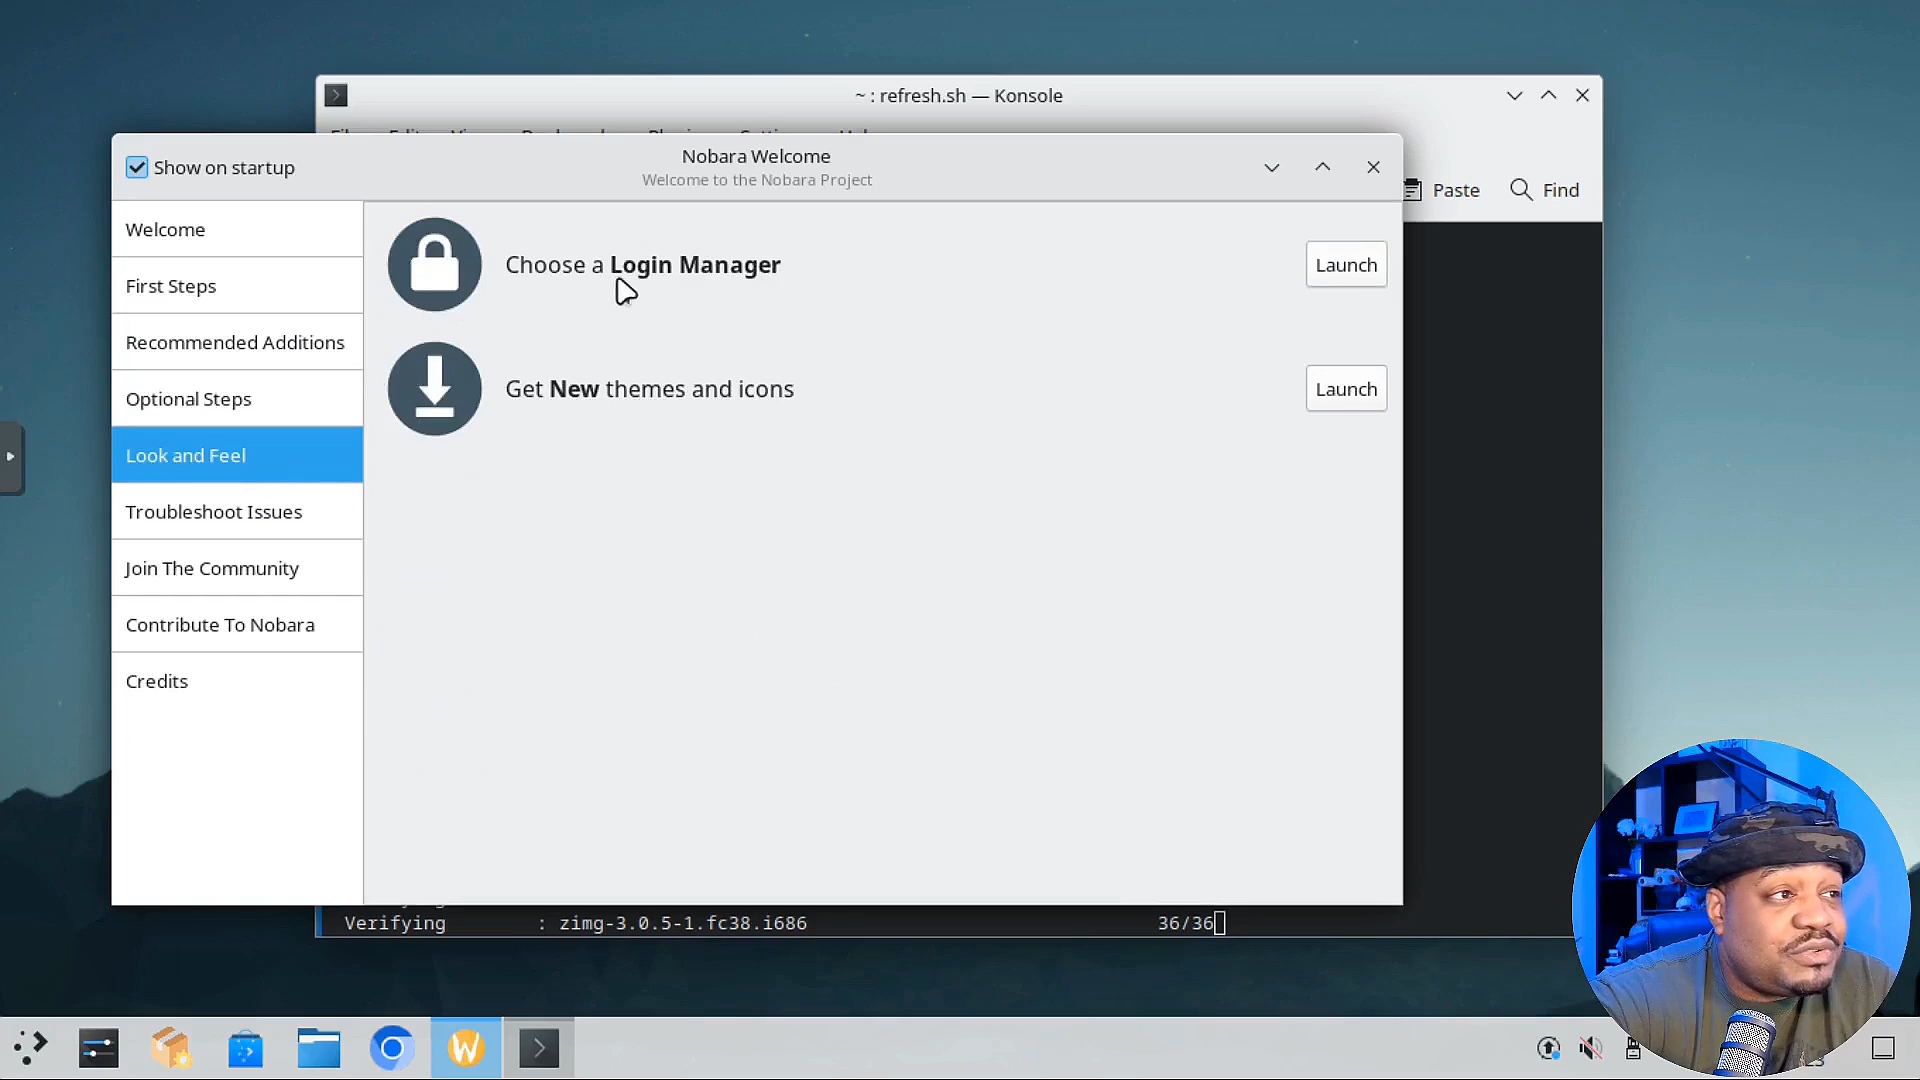 ~ : refresh.sh — Konsole
Show on startup
Nobara Welcome
Welcome to the Nobara Project
Paste
Find
Welcome
First Steps
Recommended Additions
Optional Steps
Look and Feel
Troubleshoot Issues
Join The Community
Contribute To Nobara
Credits
Choose a Login Manager
Launch
Get New themes and icons
Launch
Verifying : zimg-3.0.5-1.fc38.i686 36/36